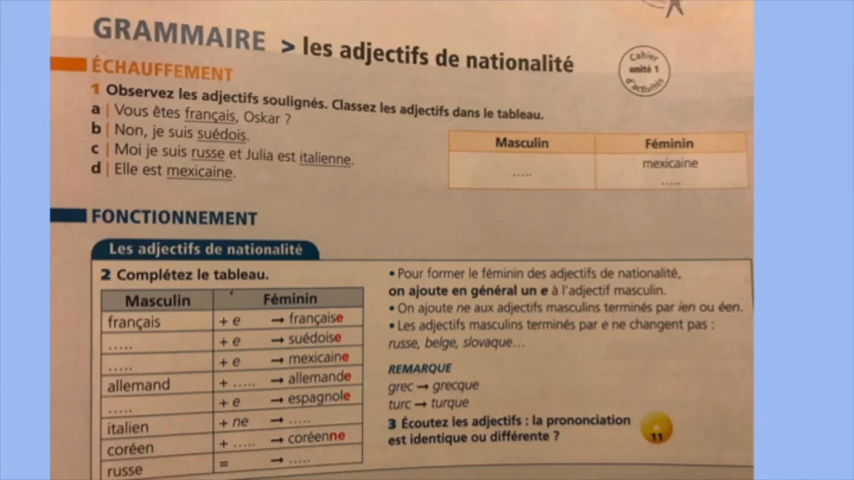 GRAMMAIRE > les adjectifs de nationalité
Cahier
unité 1
d'activités
ÉCHAUFFEMENT
1 Observez les adjectifs soulignés. Classez les adjectifs dans le tableau.
a | Vous êtes français, Oskar ?
b | Non, je suis suédois.
c | Moi je suis russe et Julia est italienne.
d | Elle est mexicaine.
Masculin Féminin
..... mexicaine
.....
FONCTIONNEMENT
Les adjectifs de nationalité
2 Complétez le tableau.
Masculin Féminin
français + e → française
..... + e → suédoise
..... + e → mexicaine
allemand + ..... → allemande
..... + e → espagnole
italien + ne → .....
coréen + ..... → coréenne
russe = → .....
• Pour former le féminin des adjectifs de nationalité,
on ajoute en général un e à l'adjectif masculin.
• On ajoute ne aux adjectifs masculins terminés par ien ou éen.
• Les adjectifs masculins terminés par e ne changent pas :
russe, belge, slovaque...
REMARQUE
grec → grecque
turc → turque
3 Écoutez les adjectifs : la prononciation
est identique ou différente ?
11